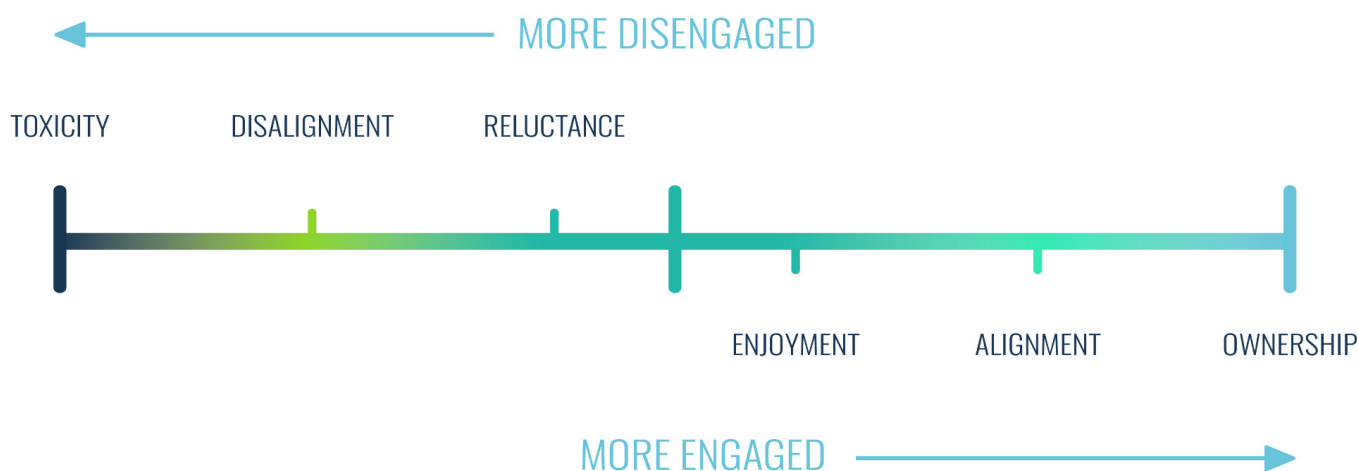 MORE DISENGAGED
TOXICITY DISALIGNMENT RELUCTANCE
ENJOYMENT ALIGNMENT OWNERSHIP
MORE ENGAGED